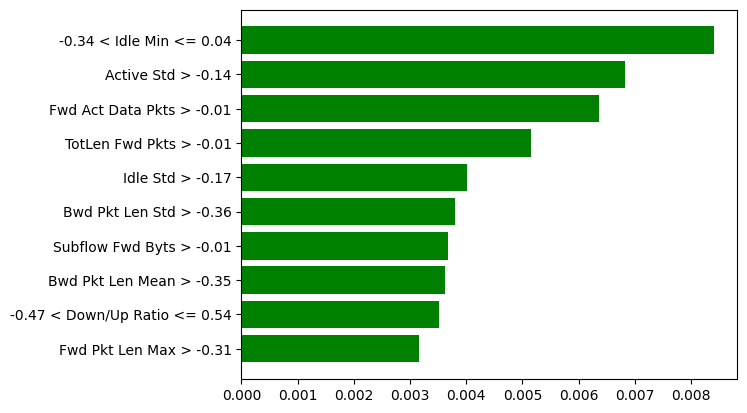 -0.34 < Idle Min <= 0.04
Active Std > -0.14
Fwd Act Data Pkts > -0.01
TotLen Fwd Pkts > -0.01
Idle Std > -0.17
Bwd Pkt Len Std > -0.36
Subflow Fwd Byts > -0.01
Bwd Pkt Len Mean > -0.35
-0.47 < Down/Up Ratio <= 0.54
Fwd Pkt Len Max > -0.31
0.000 0.001 0.002 0.003 0.004 0.005 0.006 0.007 0.008